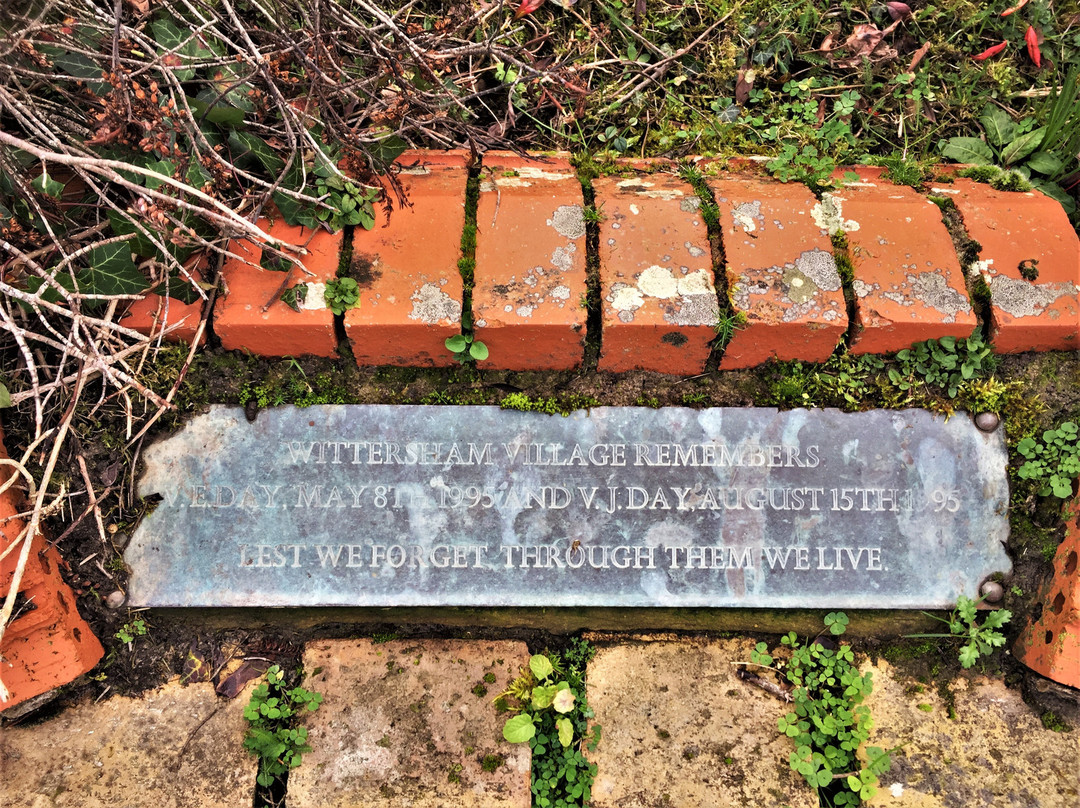 WITTERSHAM VILLAGE REMEMBERS
V.E.DAY, MAY 8TH 1995 AND V.J.DAY, AUGUST 15TH 1995
LEST WE FORGET, THROUGH THEM WE LIVE.